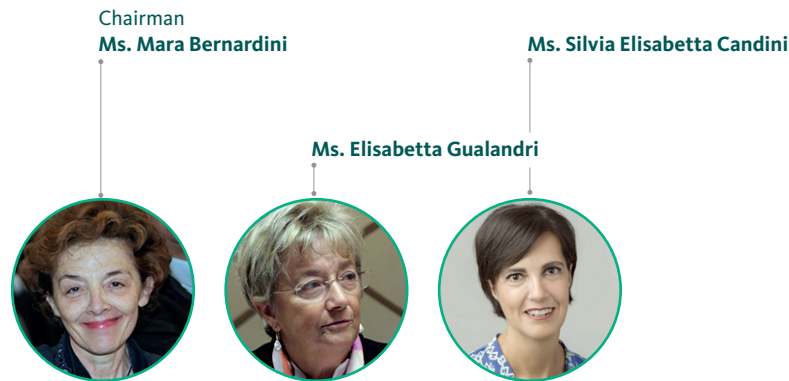 Chairman
Ms. Mara Bernardini
Ms. Silvia Elisabetta Candini
Ms. Elisabetta Gualandri